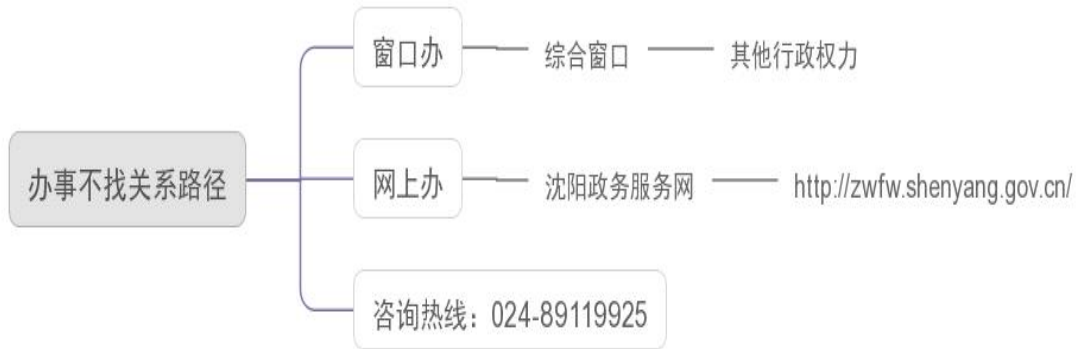 窗口办
综合窗口
其他行政权力
办事不找关系路径
网上办
沈阳政务服务网
http://zwfw.shenyang.gov.cn/
咨询热线：024-89119925